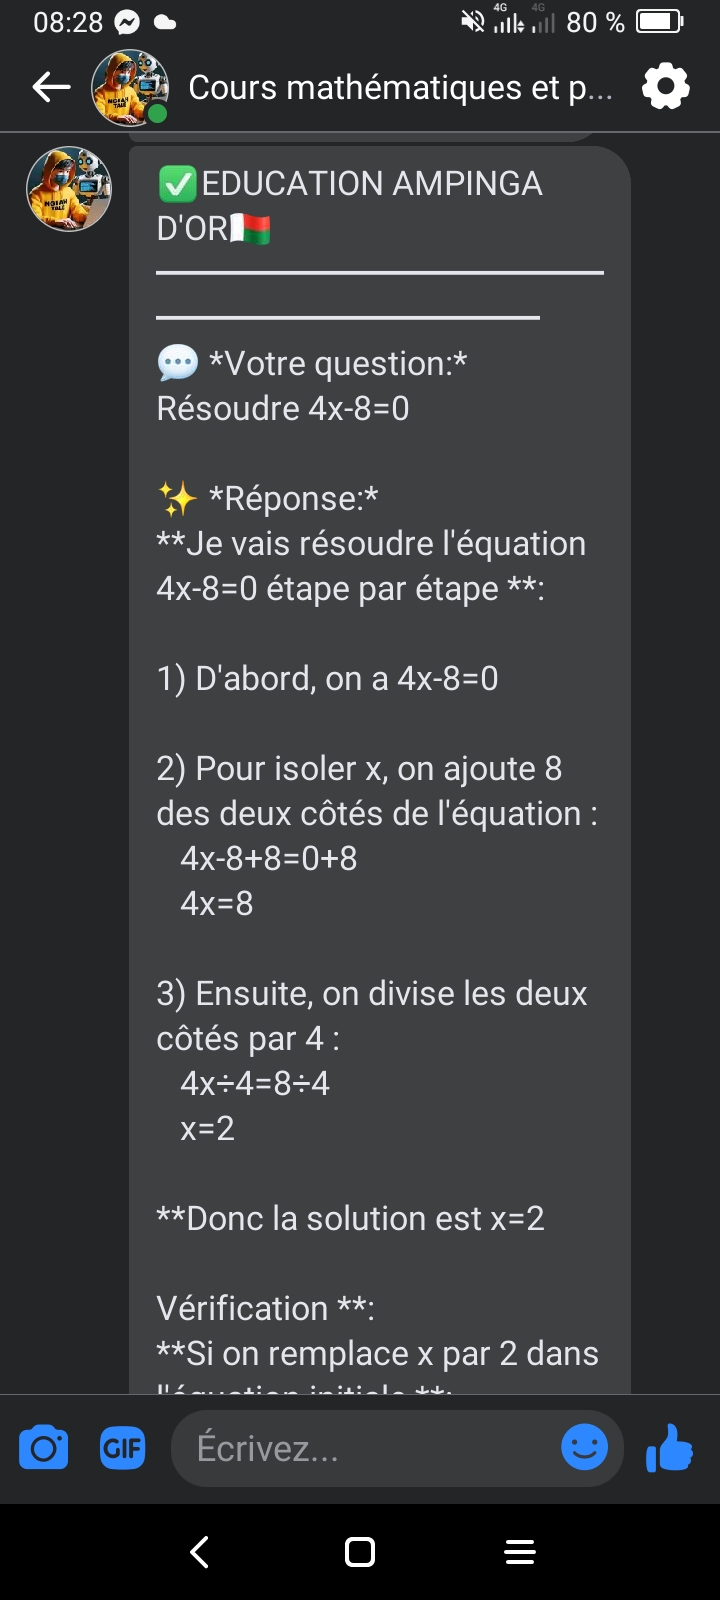 08:28
4G 4G 80 %
Cours mathématiques et p...
✅EDUCATION AMPINGA
D'OR🇲🇬
💬 *Votre question:*
Résoudre 4x-8=0
✨ *Réponse:*
**Je vais résoudre l'équation
4x-8=0 étape par étape **:
1) D'abord, on a 4x-8=0
2) Pour isoler x, on ajoute 8
des deux côtés de l'équation :
4x-8+8=0+8
4x=8
3) Ensuite, on divise les deux
côtés par 4 :
4x÷4=8÷4
x=2
**Donc la solution est x=2
Vérification **:
**Si on remplace x par 2 dans
l'équation initiale **:
GIF
Écrivez...